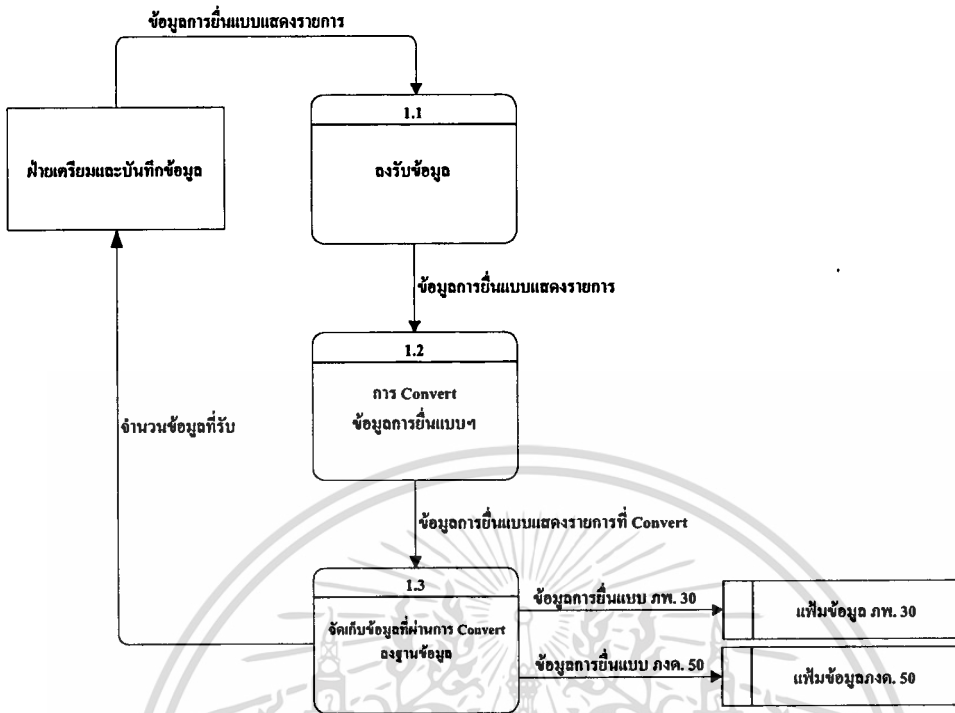 ข้อมูลการยื่นแบบแสดงรายการ
1.1
ฝ่ายเตรียมและบันทึกข้อมูล
ลงรับข้อมูล
ข้อมูลการยื่นแบบแสดงรายการ
1.2
การ Convert
ข้อมูลการยื่นแบบฯ
จำนวนข้อมูลที่รับ
ข้อมูลการยื่นแบบแสดงรายการที่ Convert
1.3
จัดเก็บข้อมูลที่ผ่านการ Convert
ลงฐานข้อมูล
ข้อมูลการยื่นแบบ ภพ. 30
แฟ้มข้อมูล ภพ. 30
ข้อมูลการยื่นแบบ ภงด. 50
แฟ้มข้อมูลภงด. 50